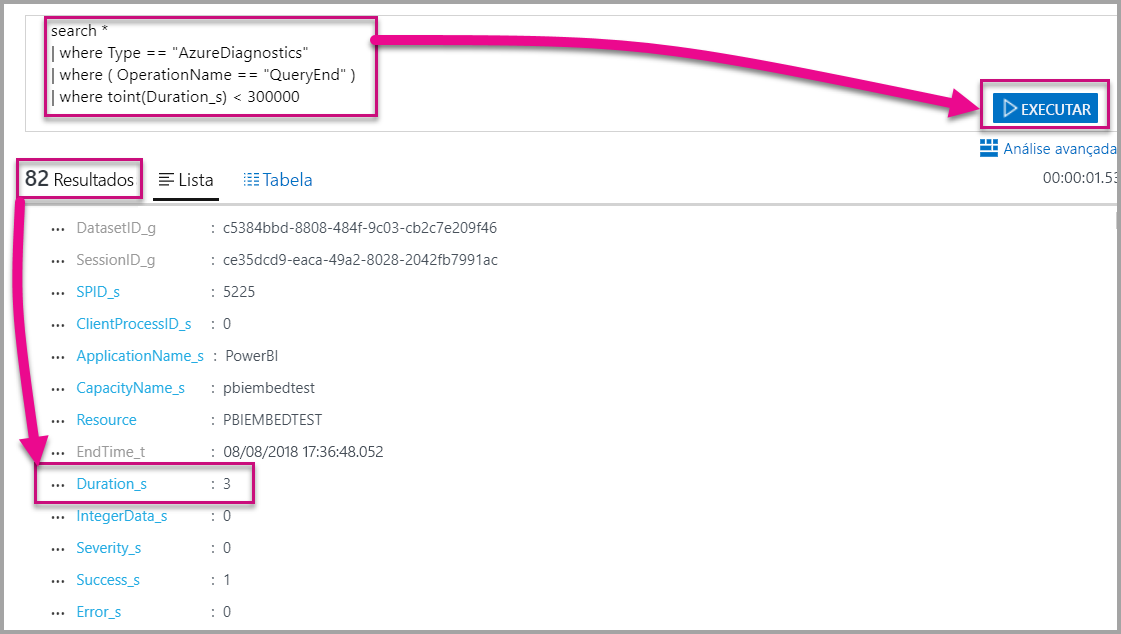 search *
| where Type == "AzureDiagnostics"
| where ( OperationName == "QueryEnd" )
| where toint(Duration_s) < 300000
EXECUTAR
Análise avançada
82 Resultados Lista Tabela 00:00:01.53
... DatasetID_g : c5384bbd-8808-484f-9c03-cb2c7e209f46
... SessionID_g : ce35dcd9-eaca-49a2-8028-2042fb7991ac
... SPID_s : 5225
... ClientProcessID_s : 0
... ApplicationName_s : PowerBI
... CapacityName_s : pbiembedtest
... Resource : PBIEMBEDTEST
... EndTime_t : 08/08/2018 17:36:48.052
... Duration_s : 3
... IntegerData_s : 0
... Severity_s : 0
... Success_s : 1
... Error_s : 0